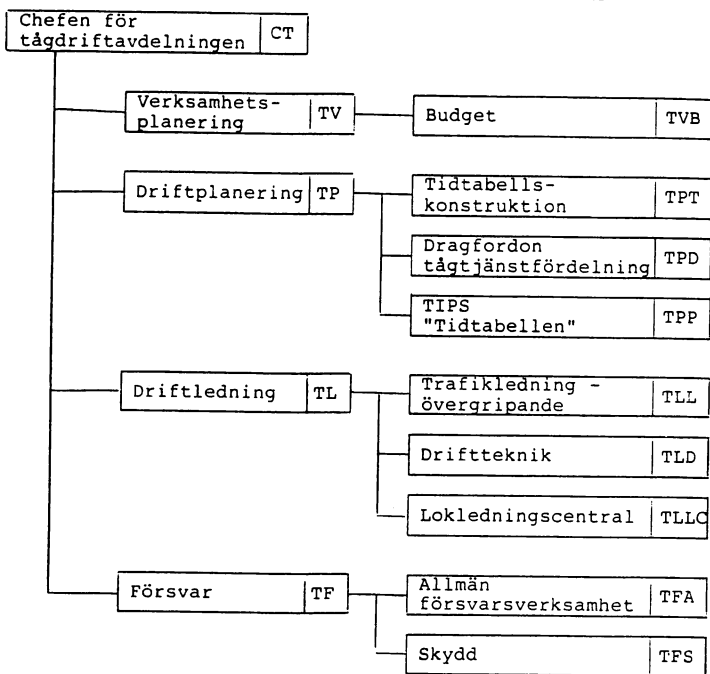 Chefen för
tågdriftavdelningen CT
Verksamhets-
planering TV
Budget TVB
Driftplanering TP
Tidtabells-
konstruktion TPT
Dragfordon
tågtjänstfördelning TPD
TIPS
"Tidtabellen" TPP
Driftledning TL
Trafikledning -
övergripande TLL
Driftteknik TLD
Lokledningscentral TLLC
Försvar TF
Allmän
försvarsverksamhet TFA
Skydd TFS